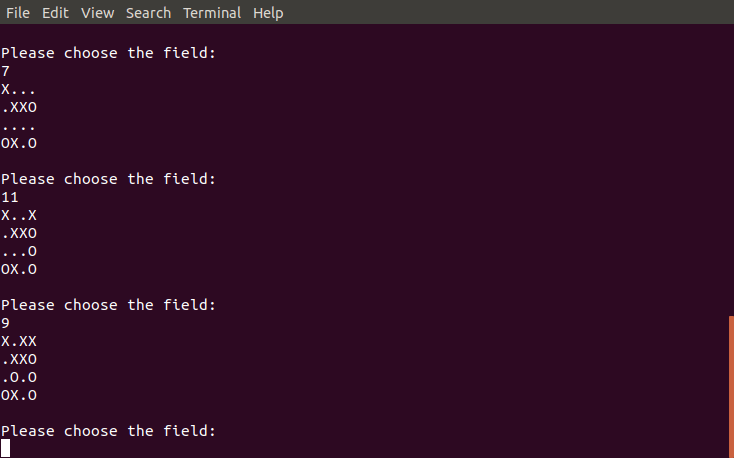 File Edit View Search Terminal Help
Please choose the field:
7
X...
.XXO
....
OX.O
Please choose the field:
11
X..X
.XXO
...O
OX.O
Please choose the field:
9
X.XX
.XXO
.O.O
OX.O
Please choose the field: